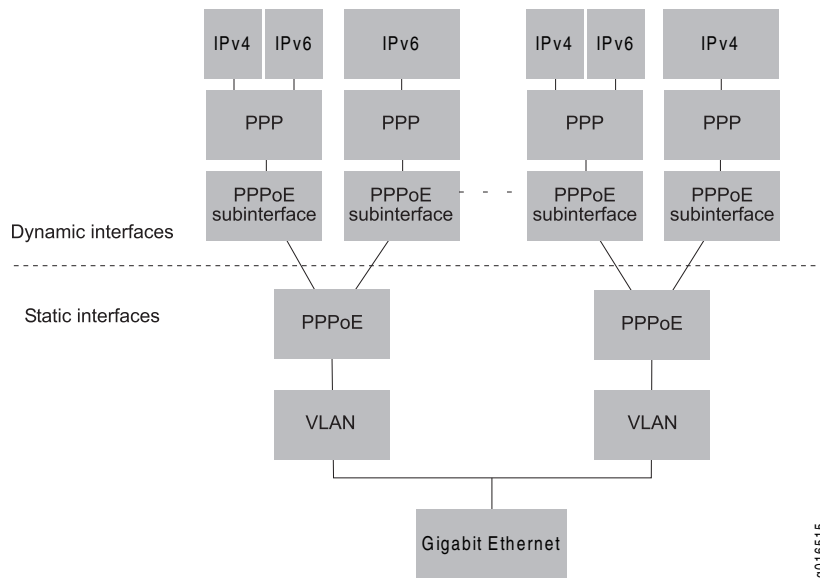 IPv4 IPv6 IPv6 IPv4 IPv6 IPv4
PPP PPP PPP PPP
PPPoE subinterface PPPoE subinterface PPPoE subinterface PPPoE subinterface
Dynamic interfaces
Static interfaces
PPPoE PPPoE
VLAN VLAN
Gigabit Ethernet
g016515